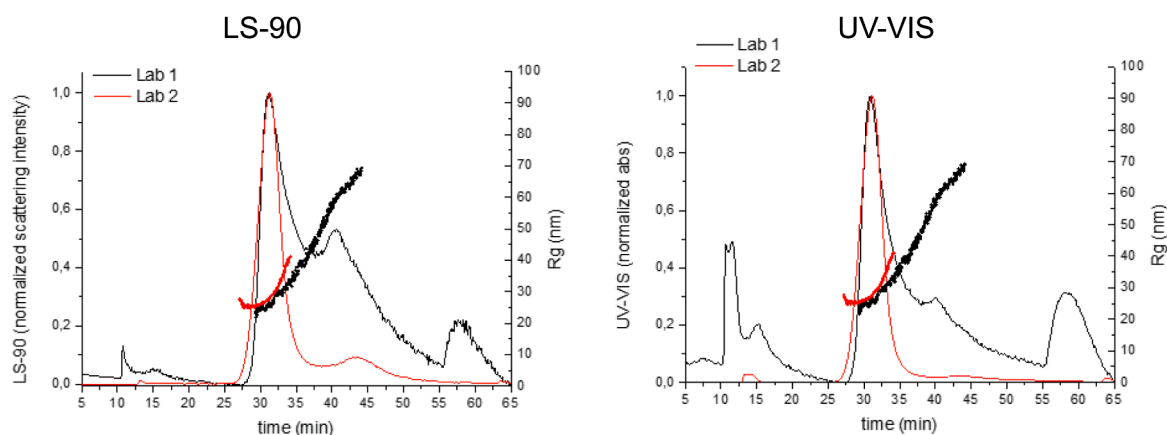 LS-90
Lab 1
Lab 2
LS-90 (normalized scattering intensity)
1,0
0,8
0,6
0,4
0,2
0,0
100
90
80
70
60
50
40
30
20
10
0
Rg (nm)
5 10 15 20 25 30 35 40 45 50 55 60 65
time (min)
UV-VIS
Lab 1
Lab 2
UV-VIS (normalized abs)
1,0
0,8
0,6
0,4
0,2
0,0
100
90
80
70
60
50
40
30
20
10
0
Rg (nm)
5 10 15 20 25 30 35 40 45 50 55 60 65
time (min)